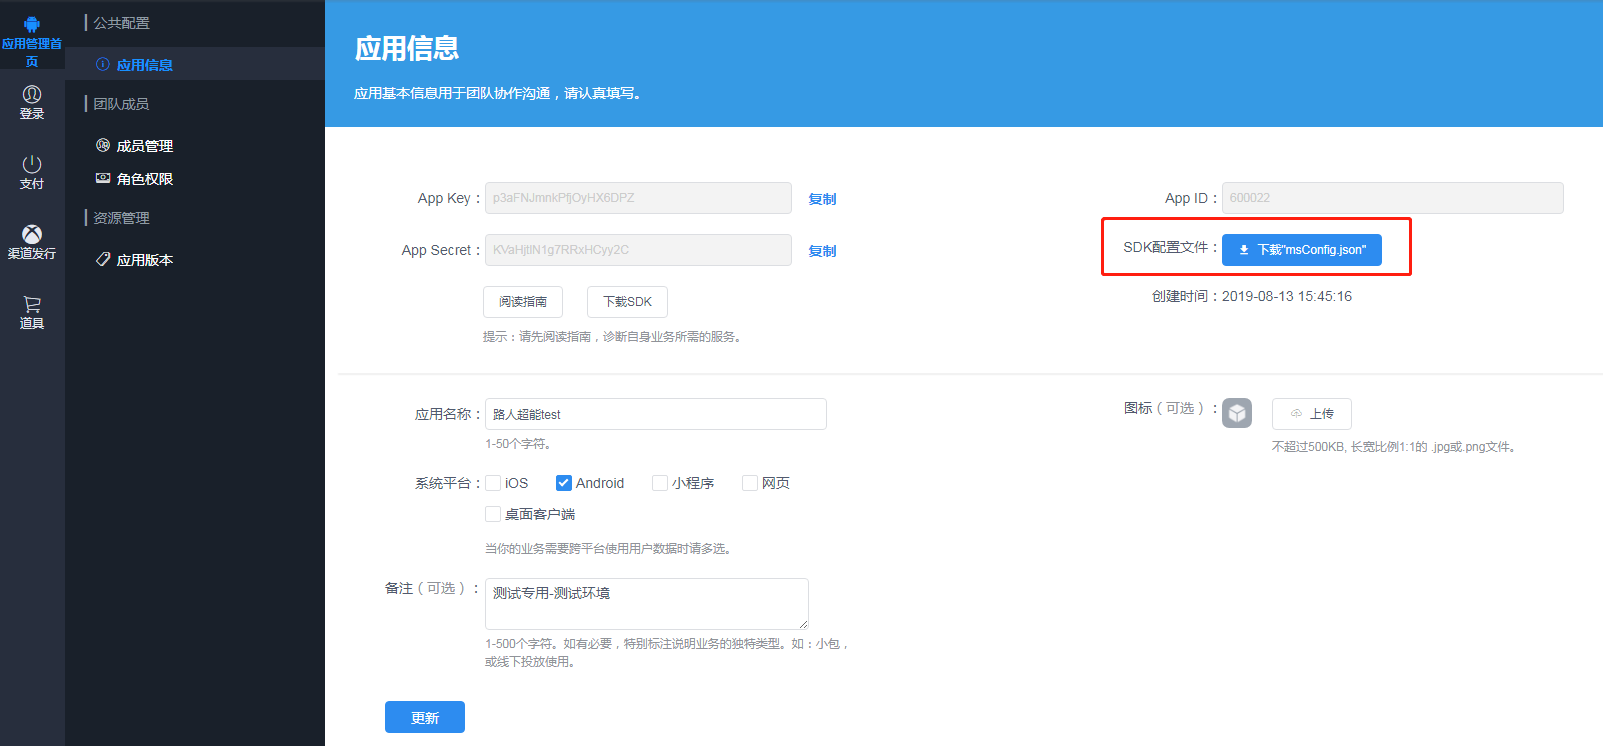 应用管理首
页
登录
支付
渠道发行
道具
公共配置
应用信息
团队成员
成员管理
角色权限
资源管理
应用版本
应用信息
应用基本信息用于团队协作沟通，请认真填写。
App Key： p3aFNJmnkPfjOyHX6DPZ 复制
App ID： 600022
App Secret： KVaHjtIN1g7RRxHCyy2C 复制
SDK配置文件： 下载"msConfig.json"
阅读指南 下载SDK
创建时间：2019-08-13 15:45:16
提示：请先阅读指南，诊断自身业务所需的服务。
应用名称： 路人超能test
图标（可选）： 上传
1-50个字符。
不超过500KB, 长宽比例1:1的 .jpg或.png文件。
系统平台： iOS Android 小程序 网页
桌面客户端
当你的业务需要跨平台使用用户数据时请多选。
备注（可选）： 测试专用-测试环境
1-500个字符。如有必要，特别标注说明业务的独特类型。如：小包，
或线下投放使用。
更新